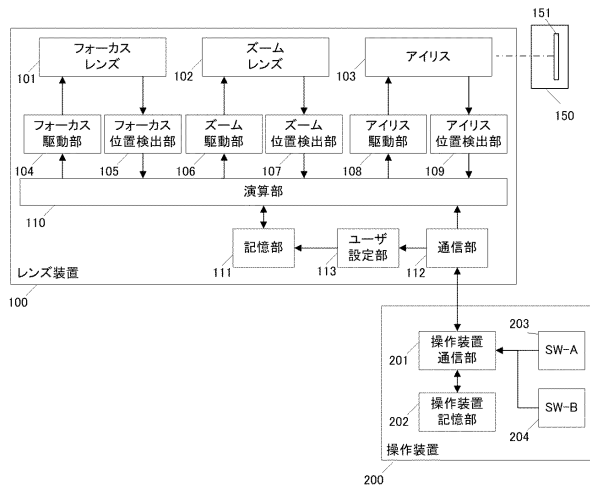 フォーカス
レンズ
101
ズーム
レンズ
102
アイリス
103
151
150
フォーカス
駆動部
104
フォーカス
位置検出部
105
ズーム
駆動部
106
ズーム
位置検出部
107
アイリス
駆動部
108
アイリス
位置検出部
109
演算部
110
記憶部
111
ユーザ
設定部
113
通信部
112
レンズ装置
100
操作装置
通信部
201
203
SW-A
操作装置
記憶部
202
SW-B
204
操作装置
200